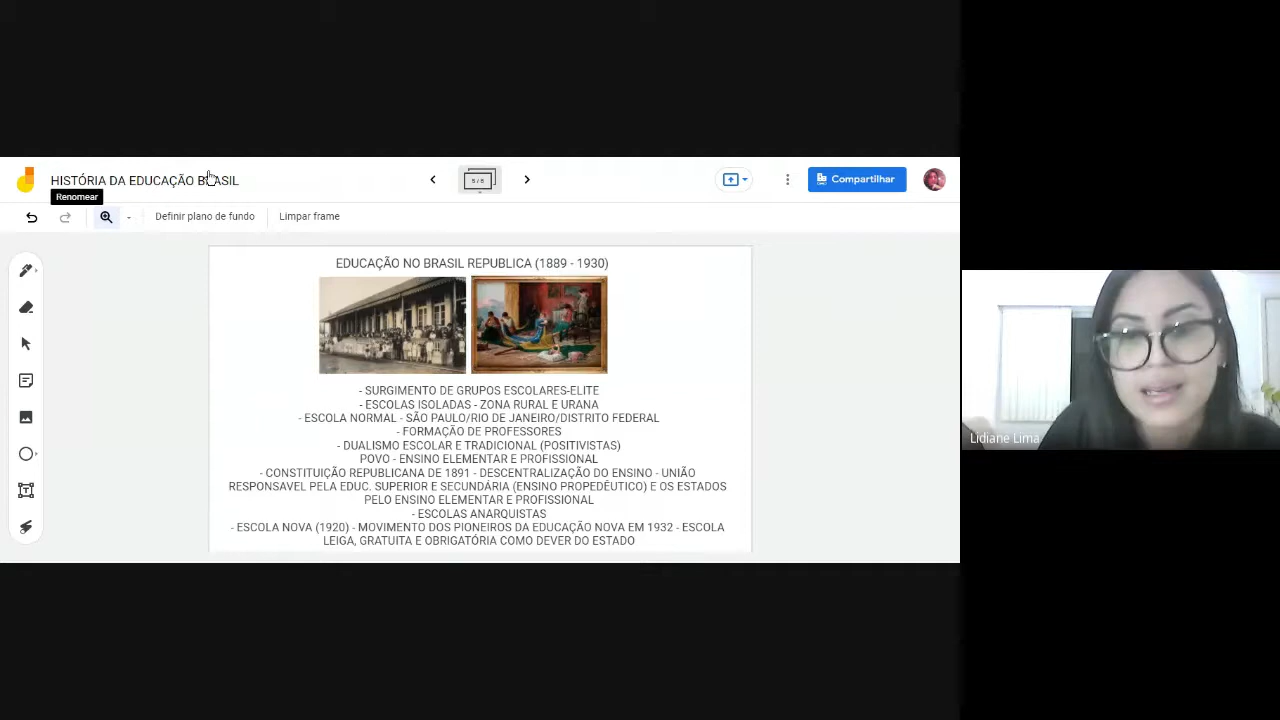 HISTÓRIA DA EDUCAÇÃO BRASIL
Renomear
5 / 5
Compartilhar
Definir plano de fundo
Limpar frame
EDUCAÇÃO NO BRASIL REPUBLICA (1889 - 1930)
- SURGIMENTO DE GRUPOS ESCOLARES-ELITE
- ESCOLAS ISOLADAS - ZONA RURAL E URANA
- ESCOLA NORMAL - SÃO PAULO/RIO DE JANEIRO/DISTRITO FEDERAL
- FORMAÇÃO DE PROFESSORES
- DUALISMO ESCOLAR E TRADICIONAL (POSITIVISTAS)
POVO - ENSINO ELEMENTAR E PROFISSIONAL
- CONSTITUIÇÃO REPUBLICANA DE 1891 - DESCENTRALIZAÇÃO DO ENSINO - UNIÃO
RESPONSAVEL PELA EDUC. SUPERIOR E SECUNDÁRIA (ENSINO PROPEDÊUTICO) E OS ESTADOS
PELO ENSINO ELEMENTAR E PROFISSIONAL
- ESCOLAS ANARQUISTAS
- ESCOLA NOVA (1920) - MOVIMENTO DOS PIONEIROS DA EDUCAÇÃO NOVA EM 1932 - ESCOLA
LEIGA, GRATUITA E OBRIGATÓRIA COMO DEVER DO ESTADO
Lidiane Lima